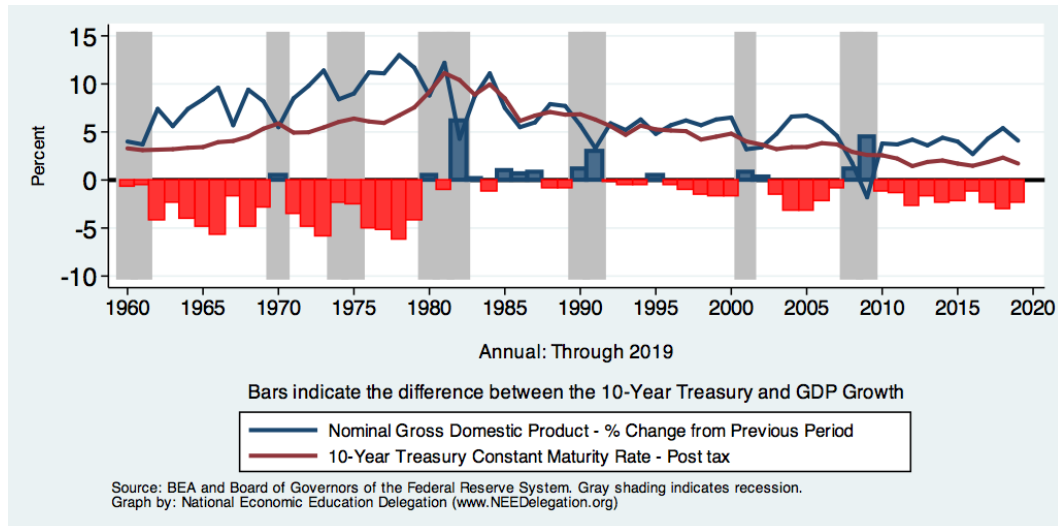 15
10
5
0
-5
-10
Percent
1960 1965 1970 1975 1980 1985 1990 1995 2000 2005 2010 2015 2020
Annual: Through 2019
Bars indicate the difference between the 10-Year Treasury and GDP Growth
Nominal Gross Domestic Product - % Change from Previous Period
10-Year Treasury Constant Maturity Rate - Post tax
Source: BEA and Board of Governors of the Federal Reserve System. Gray shading indicates recession.
Graph by: National Economic Education Delegation (www.NEEDelegation.org)